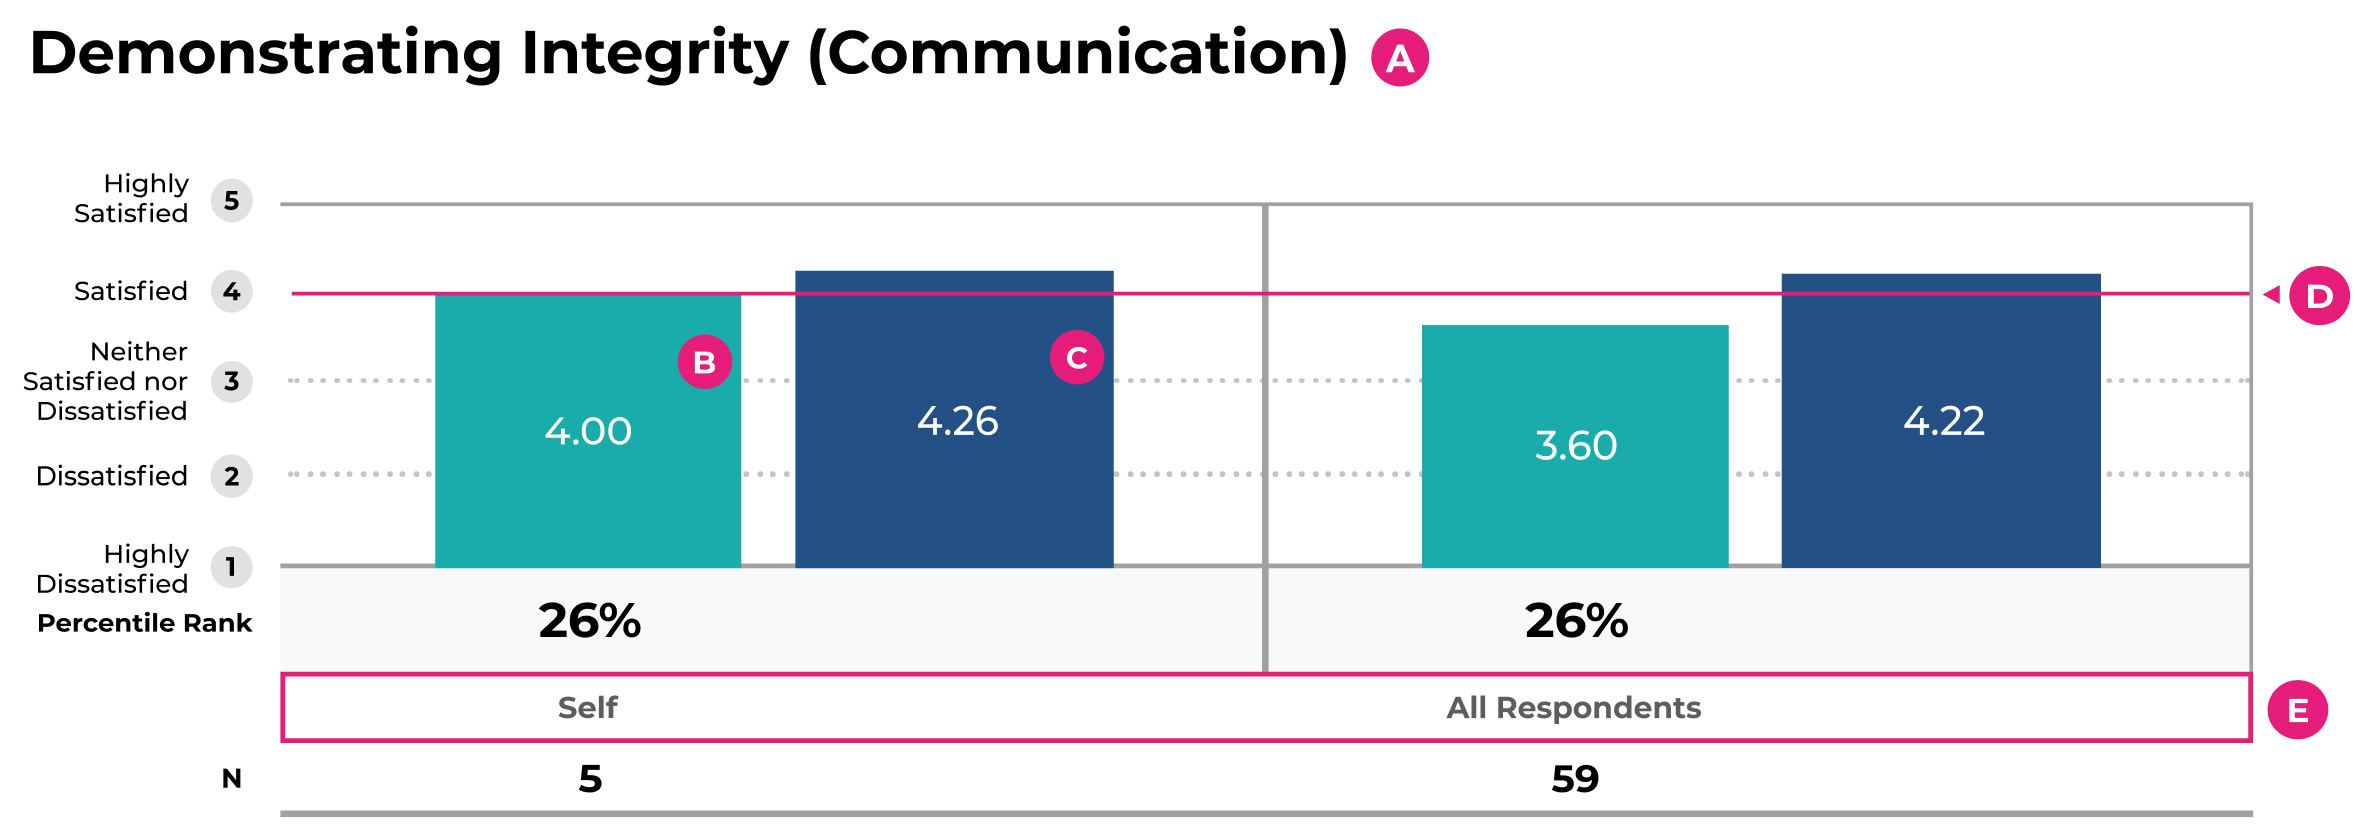 Demonstrating Integrity (Communication) A
Highly
Satisfied 5
Satisfied 4
D
Neither
Satisfied nor 3
Dissatisfied
B
C
4.00
4.26
3.60
4.22
Dissatisfied 2
Highly
Dissatisfied 1
Percentile Rank 26% 26%
Self All Respondents E
N 5 59